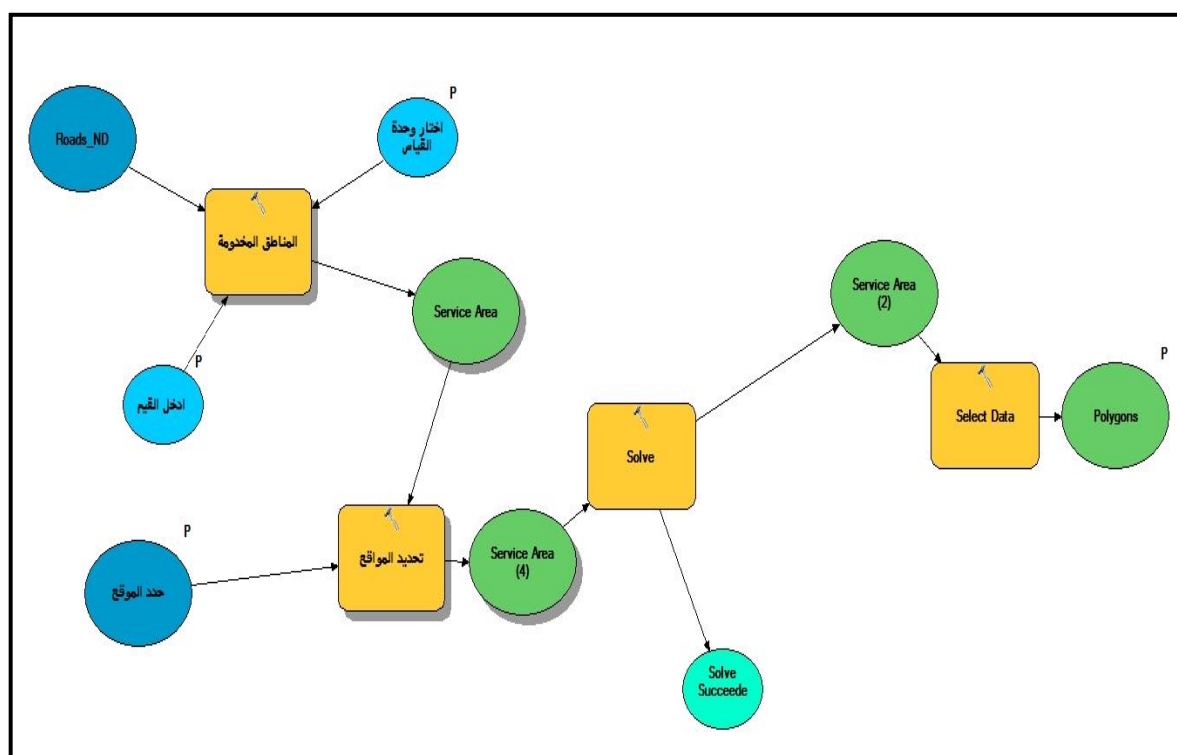 Roads_ND
P
اختار وحدة
القياس
المناطق المخدومة
Service Area
P
ادخل القيم
Service Area
(2)
P
Select Data
Polygons
Solve
P
حدد الموقع
تحديد المواقع
Service Area
(4)
Solve
Succeede